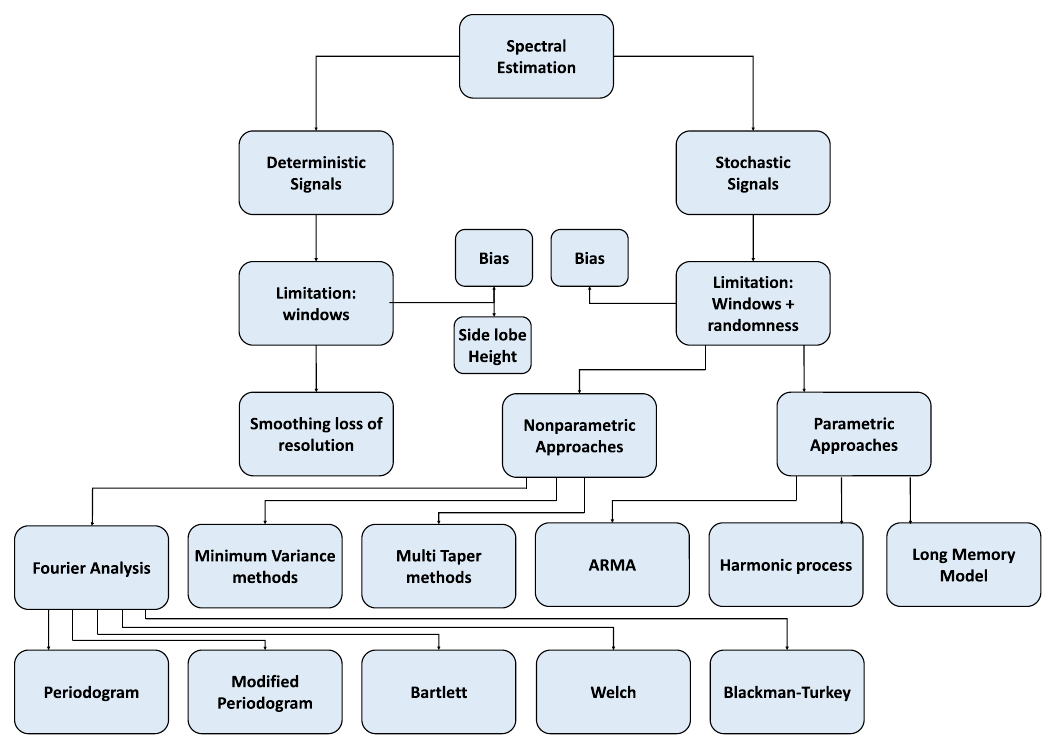 Spectral
Estimation
Deterministic
Signals
Stochastic
Signals
Bias
Bias
Limitation:
windows
Limitation:
Windows +
randomness
Side lobe
Height
Smoothing loss of
resolution
Nonparametric
Approaches
Parametric
Approaches
Fourier Analysis
Minimum Variance
methods
Multi Taper
methods
ARMA
Harmonic process
Long Memory
Model
Periodogram
Modified
Periodogram
Bartlett
Welch
Blackman-Turkey